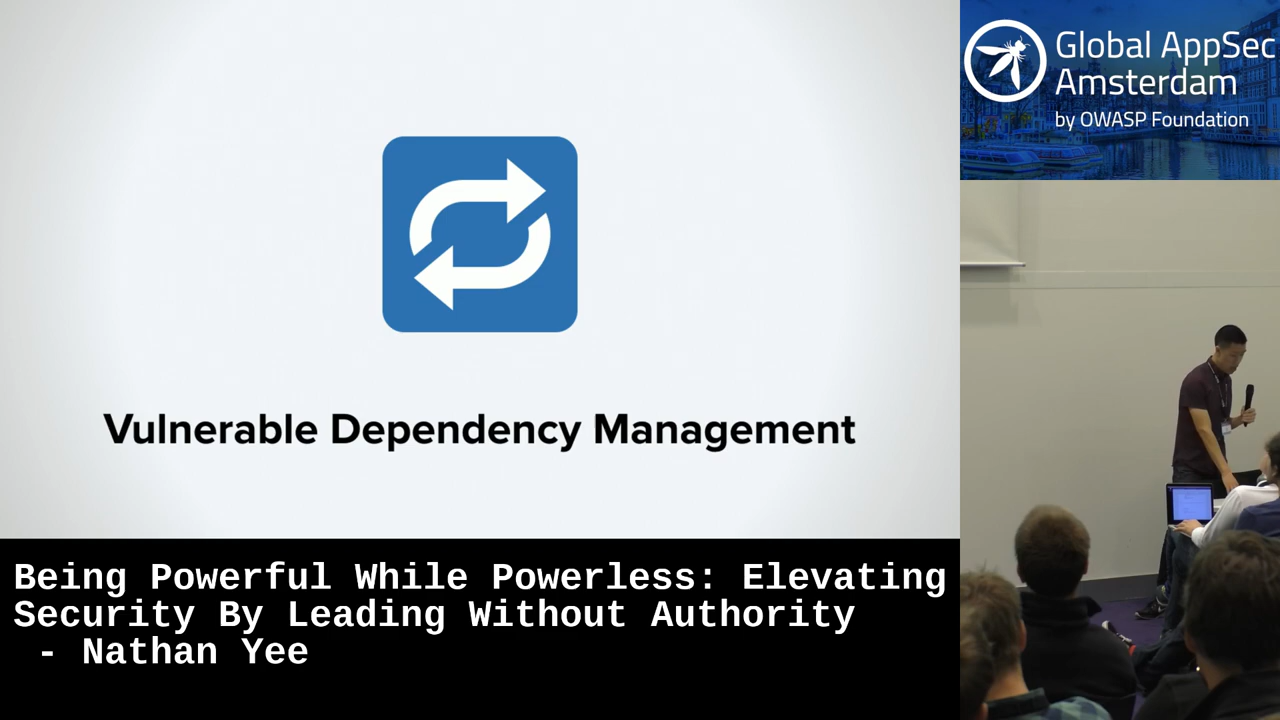 Vulnerable Dependency Management
Being Powerful While Powerless: Elevating
Security By Leading Without Authority
- Nathan Yee
Global AppSec
Amsterdam
by OWASP Foundation